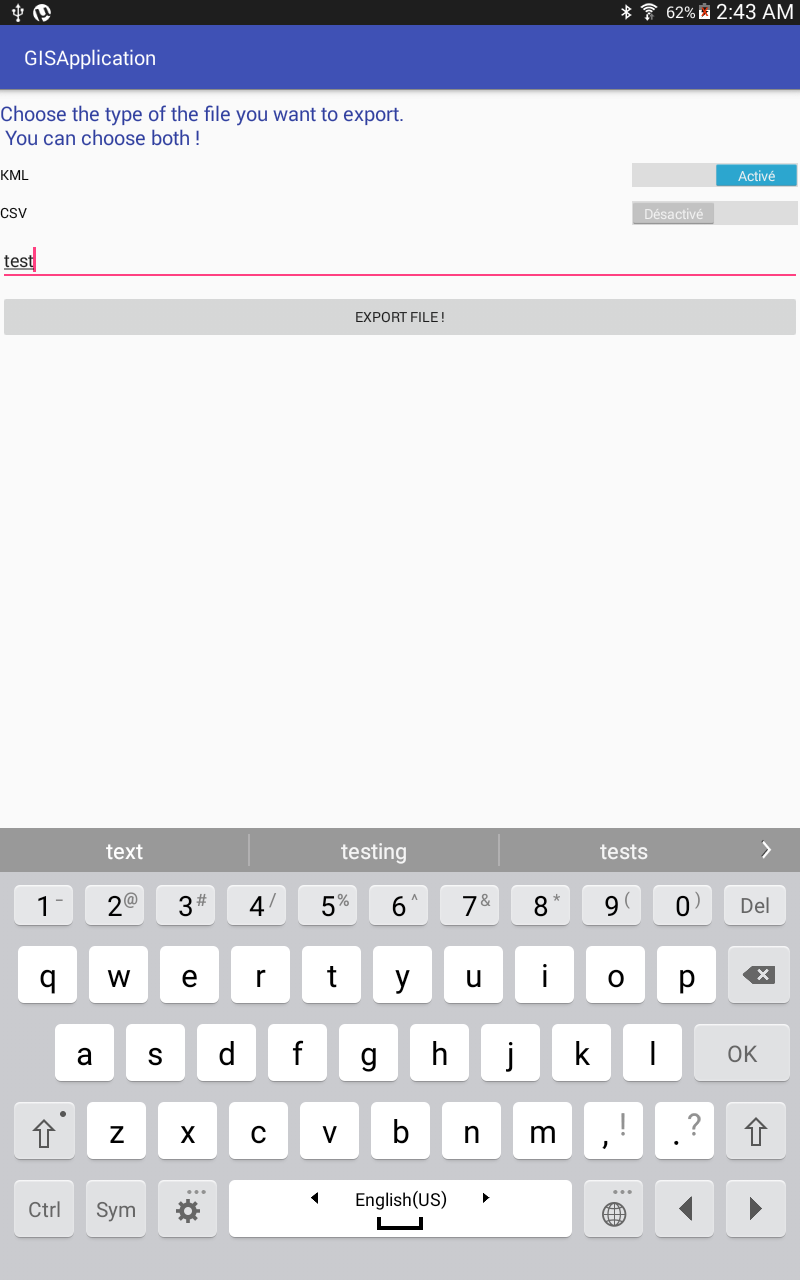 62% 2:43 AM
GISApplication
Choose the type of the file you want to export.
You can choose both !
KML Activé
CSV Désactivé
test
EXPORT FILE !
text testing tests
1 - 2 @ 3 # 4 / 5 % 6 ^ 7 & 8 * 9 ( 0 ) Del
q w e r t y u i o p
a s d f g h j k l OK
z x c v b n m , ! . ?
Ctrl Sym English(US)